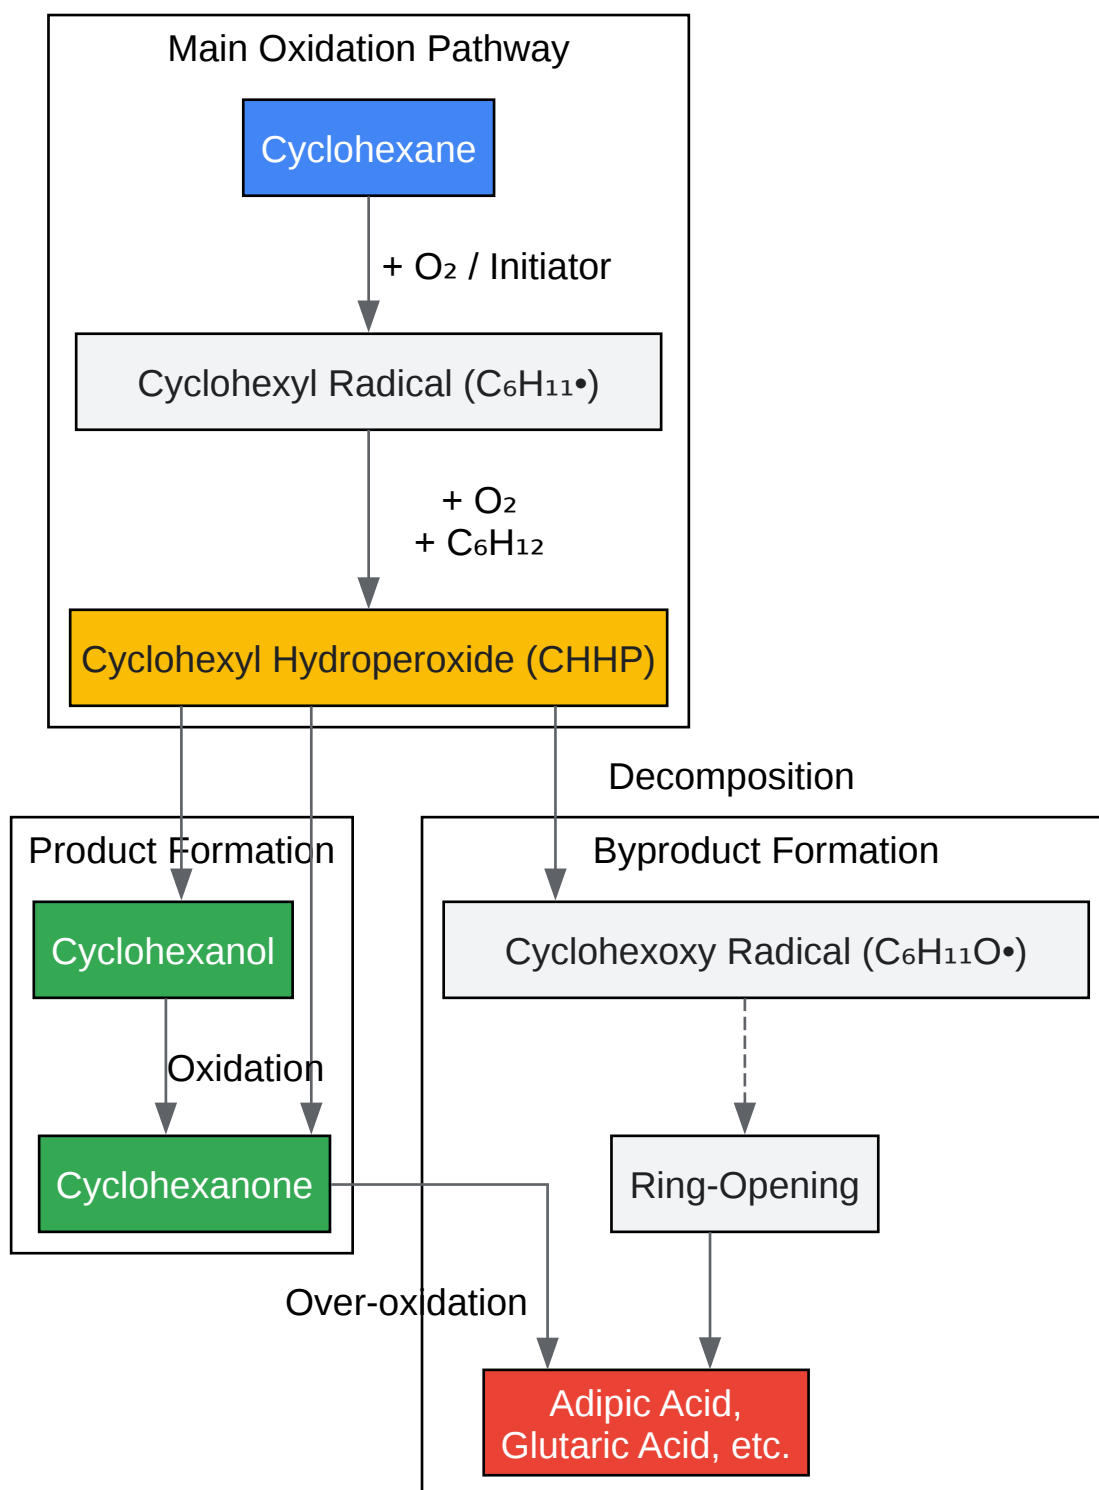 Main Oxidation Pathway
Cyclohexane
+ O₂ / Initiator
Cyclohexyl Radical (C₆H₁₁•)
+ O₂
+ C₆H₁₂
Cyclohexyl Hydroperoxide (CHHP)
Decomposition
Product Formation
Byproduct Formation
Cyclohexanol
Cyclohexoxy Radical (C₆H₁₁O•)
Oxidation
Cyclohexanone
Ring-Opening
Over-oxidation
Adipic Acid,
Glutaric Acid, etc.